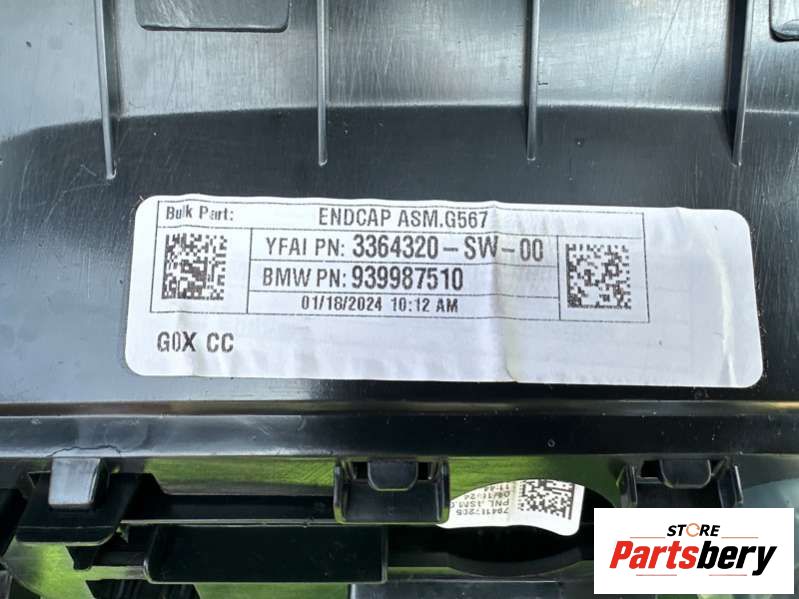 Bulk Part: ENDCAP ASM.G567
YFAI PN: 3364320-SW-00
BMW PN: 939987510
01/18/2024 10:12 AM
G0X CC
STORE
Partsbery